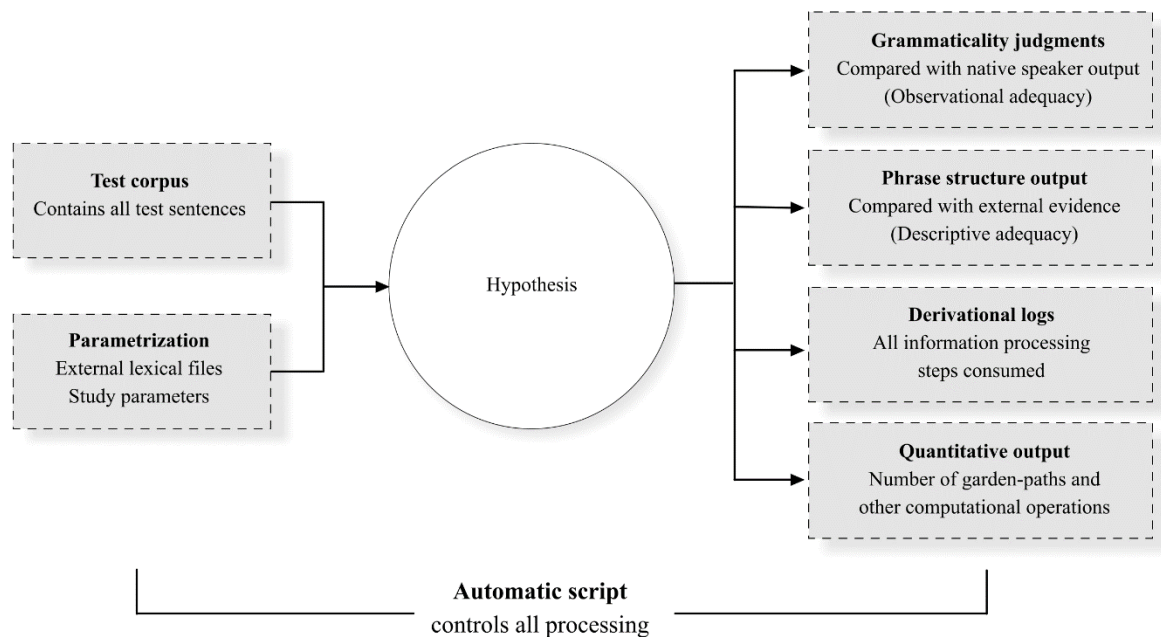 Test corpus
Contains all test sentences
Parametrization
External lexical files
Study parameters
Hypothesis
Grammaticality judgments
Compared with native speaker output
(Observational adequacy)
Phrase structure output
Compared with external evidence
(Descriptive adequacy)
Derivational logs
All information processing
steps consumed
Quantitative output
Number of garden-paths and
other computational operations
Automatic script
controls all processing